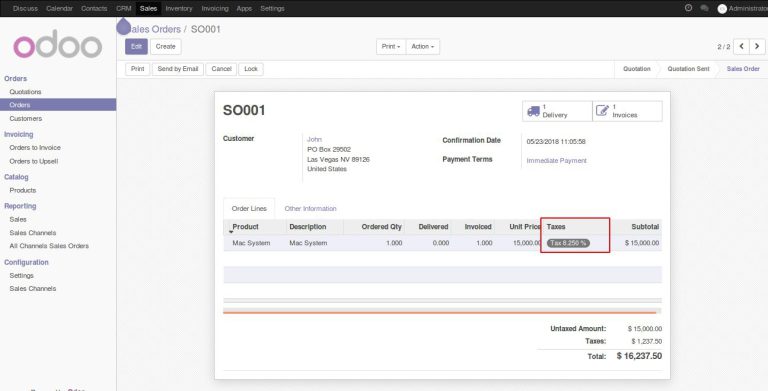 Discuss Calendar Contacts CRM Sales Inventory Invoicing Apps Settings Administrator
Sales Orders / SO001
odoo
Edit Create Print Action 2 / 2
Print Send by Email Cancel Lock Quotation Quotation Sent Sales Order
Orders
Quotations
Orders
Customers
Invoicing
Orders to Invoice
Orders to Upsell
Catalog
Products
Reporting
Sales
Sales Channels
All Channels Sales Orders
Configuration
Settings
Sales Channels
SO001
1 Delivery
1 Invoices
Customer
John
PO Box 29502
Las Vegas NV 89126
United States
Confirmation Date 05/23/2018 11:05:58
Payment Terms Immediate Payment
Order Lines Other Information
Product Description Ordered Qty Delivered Invoiced Unit Price Taxes Subtotal
Mac System Mac System 1.000 0.000 1.000 15,000.00 Tax 8.250 % $ 15,000.00
Untaxed Amount: $ 15,000.00
Taxes: $ 1,237.50
Total: $ 16,237.50